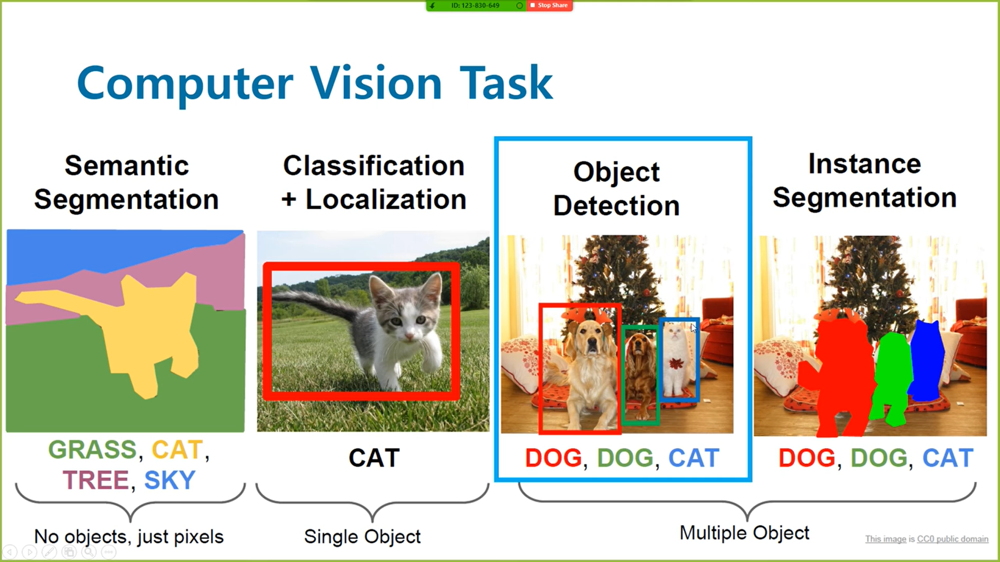 ID: 123-830-649 Stop Share
Computer Vision Task
Semantic
Segmentation
GRASS, CAT,
TREE, SKY
No objects, just pixels
Classification
+ Localization
CAT
Single Object
Object
Detection
DOG, DOG, CAT
Instance
Segmentation
DOG, DOG, CAT
Multiple Object
This image is CC0 public domain